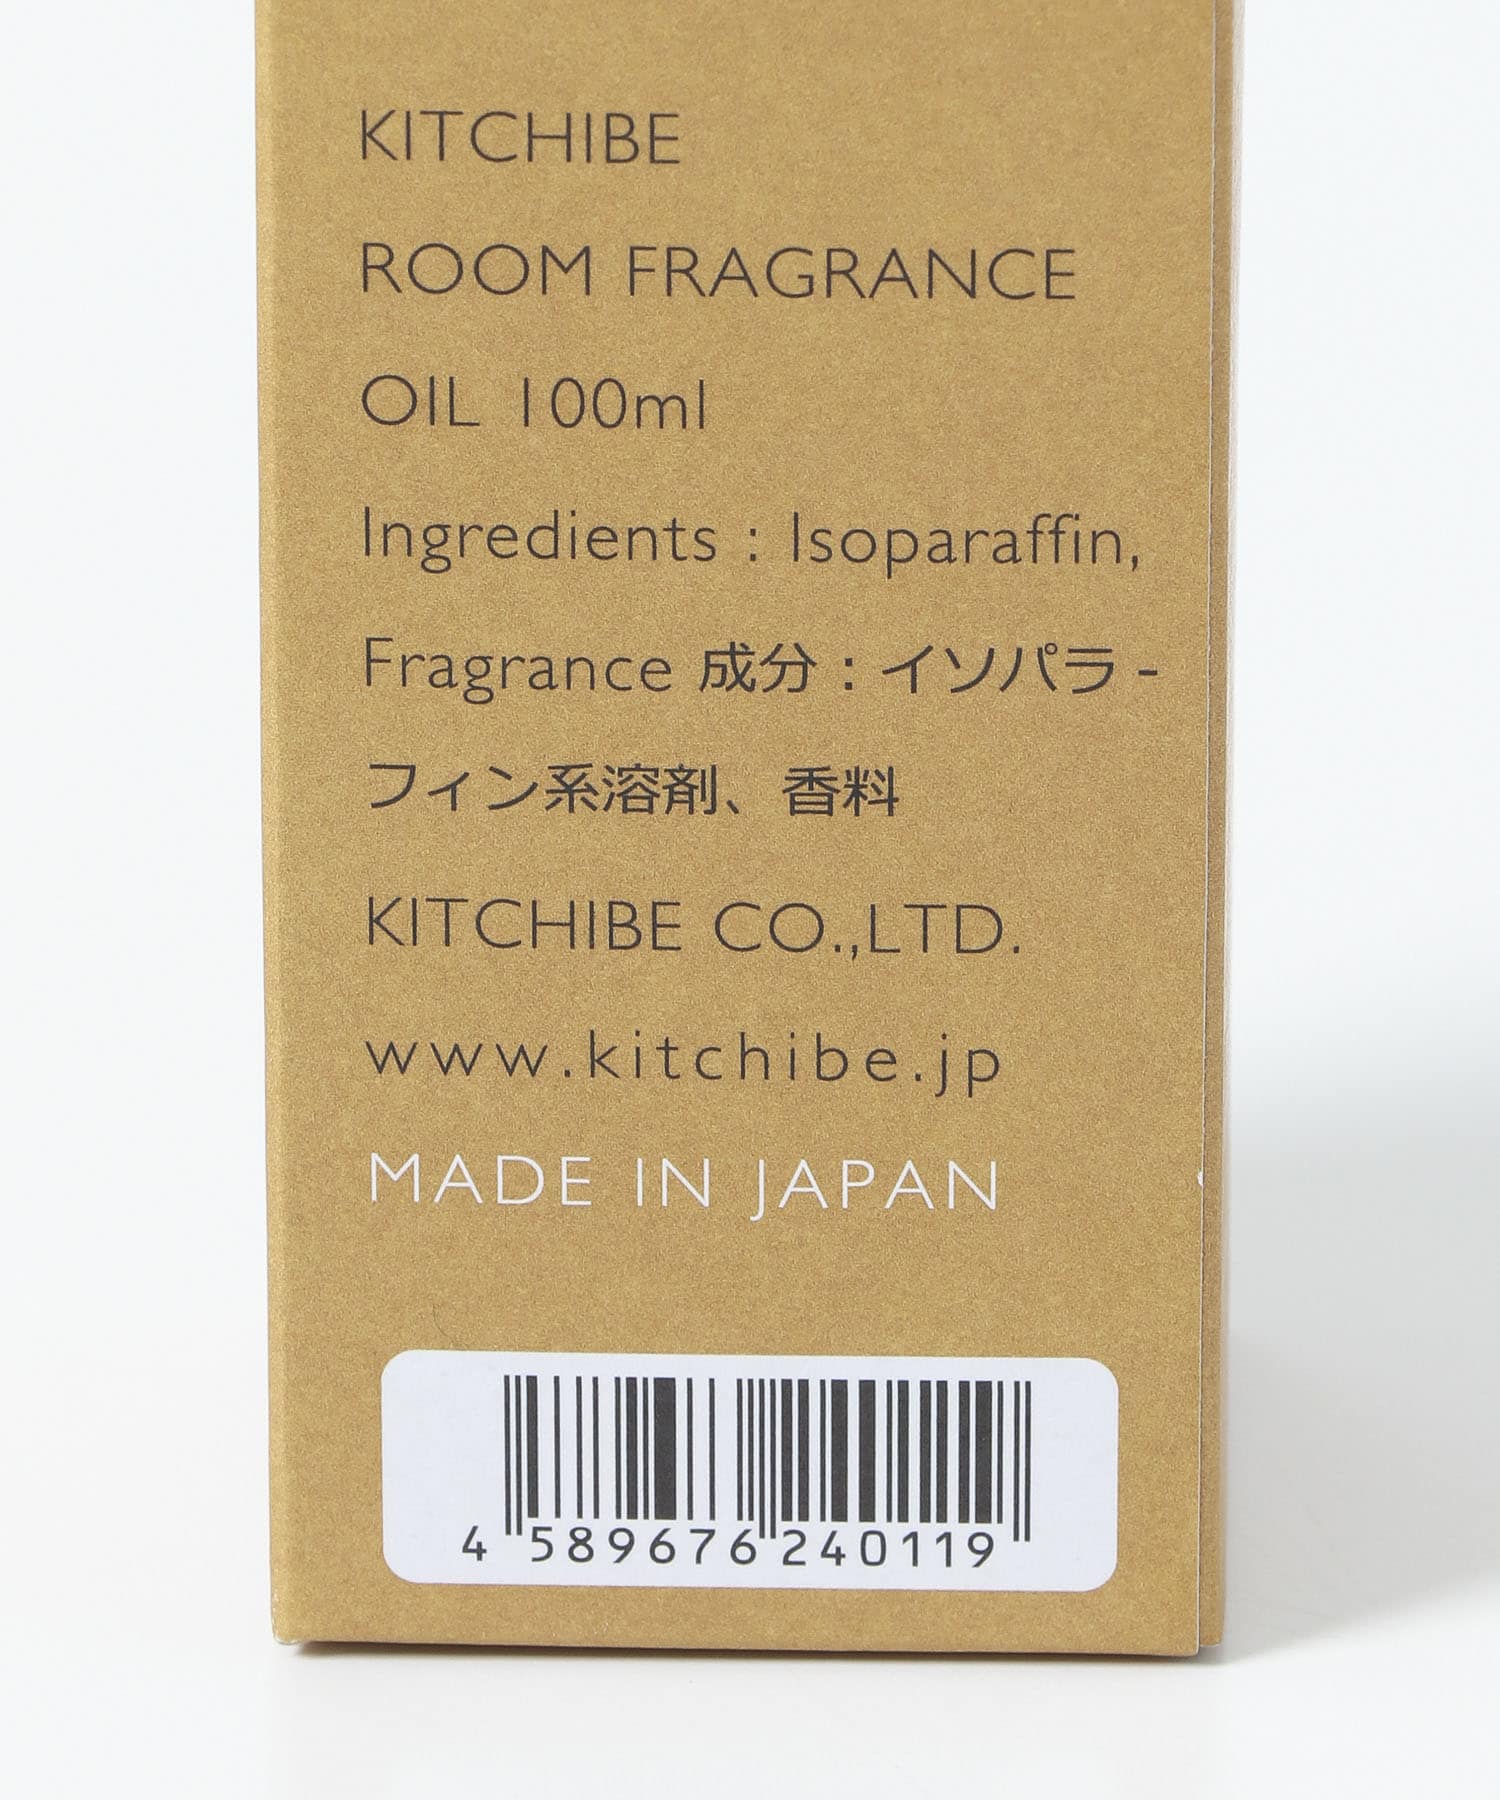 KITCHIBE
ROOM FRAGRANCE
OIL 100ml
Ingredients : Isoparaffin,
Fragrance 成分 : イソパラ-
フィン系溶剤、香料
KITCHIBE CO.,LTD.
www.kitchibe.jp
MADE IN JAPAN
4 589676 240119